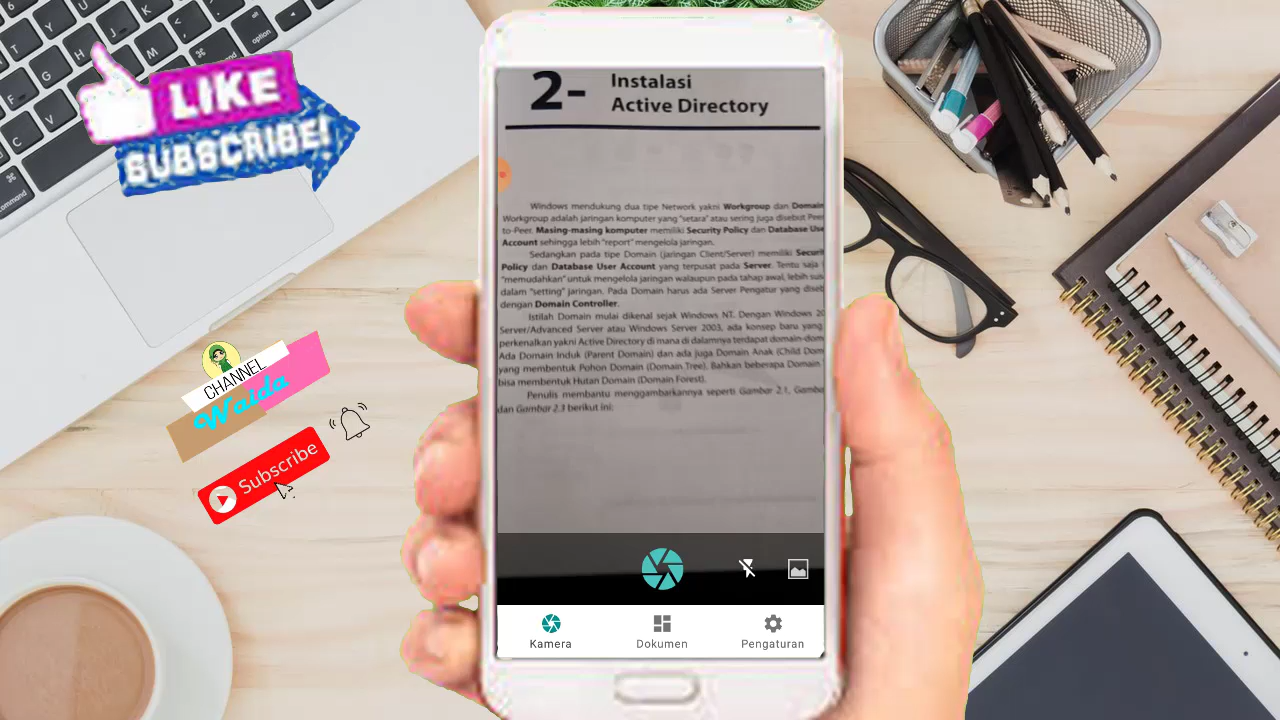 LIKE
SUBSCRIBE!
CHANNEL
Walda
Subscribe
2- Instalasi
Active Directory
Windows mendukung dua tipe Network yakni Workgroup dan Domain
Workgroup adalah jaringan komputer yang "setara" atau sering juga disebut Peer
to-Peer. Masing-masing komputer memiliki Security Policy dan Database Use
Account sehingga lebih "report" mengelola jaringan.
Sedangkan pada tipe Domain (jaringan Client/Server) memiliki Securi
Policy dan Database User Account yang terpusat pada Server. Tentu saja
"memudahkan" untuk mengelola jaringan walaupun pada tahap awal, lebih sus
dalam "setting" jaringan. Pada Domain harus ada Server Pengatur yang diseb
dengan Domain Controller.
Istilah Domain mulai dikenal sejak Windows NT. Dengan Windows 20
Server/Advanced Server atau Windows Server 2003, ada konsep baru yang
perkenalkan yakni Active Directory di mana di dalamnya terdapat domain-dom
Ada Domain Induk (Parent Domain) dan ada juga Domain Anak (Child Dom
yang membentuk Pohon Domain (Domain Tree). Bahkan beberapa Domain
bisa membentuk Hutan Domain (Domain Forest).
Penulis membantu menggambarkannya seperti Gambar 2.1, Gamba
dan Gambar 2.3 berikut ini:
Kamera
Dokumen
Pengaturan